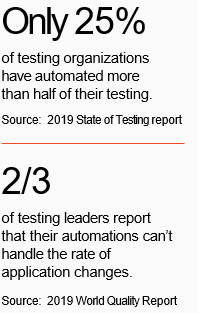 Only 25%
of testing organizations
have automated more
than half of their testing.
Source: 2019 State of Testing report
2/3
of testing leaders report
that their automations can't
handle the rate of
application changes.
Source: 2019 World Quality Report